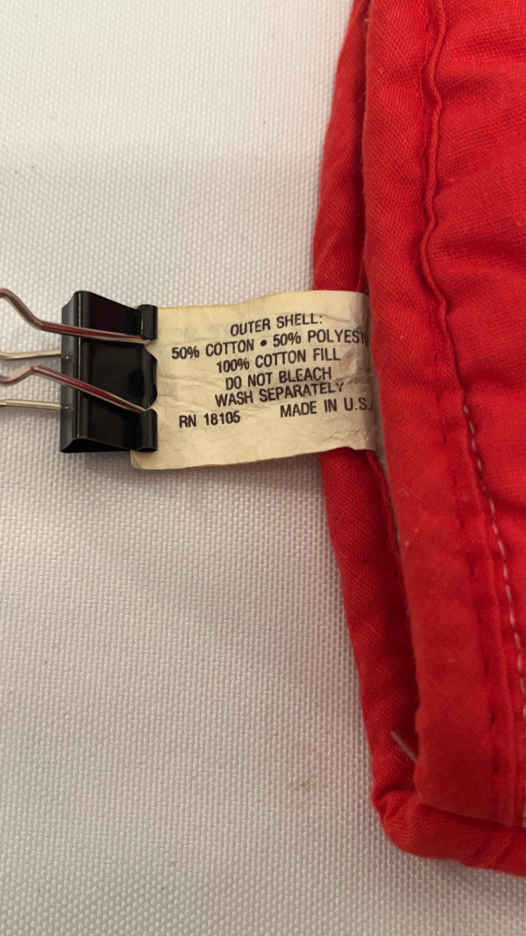 OUTER SHELL:
50% COTTON • 50% POLYEST
100% COTTON FILL
DO NOT BLEACH
WASH SEPARATELY
RN 18105 MADE IN U.S.